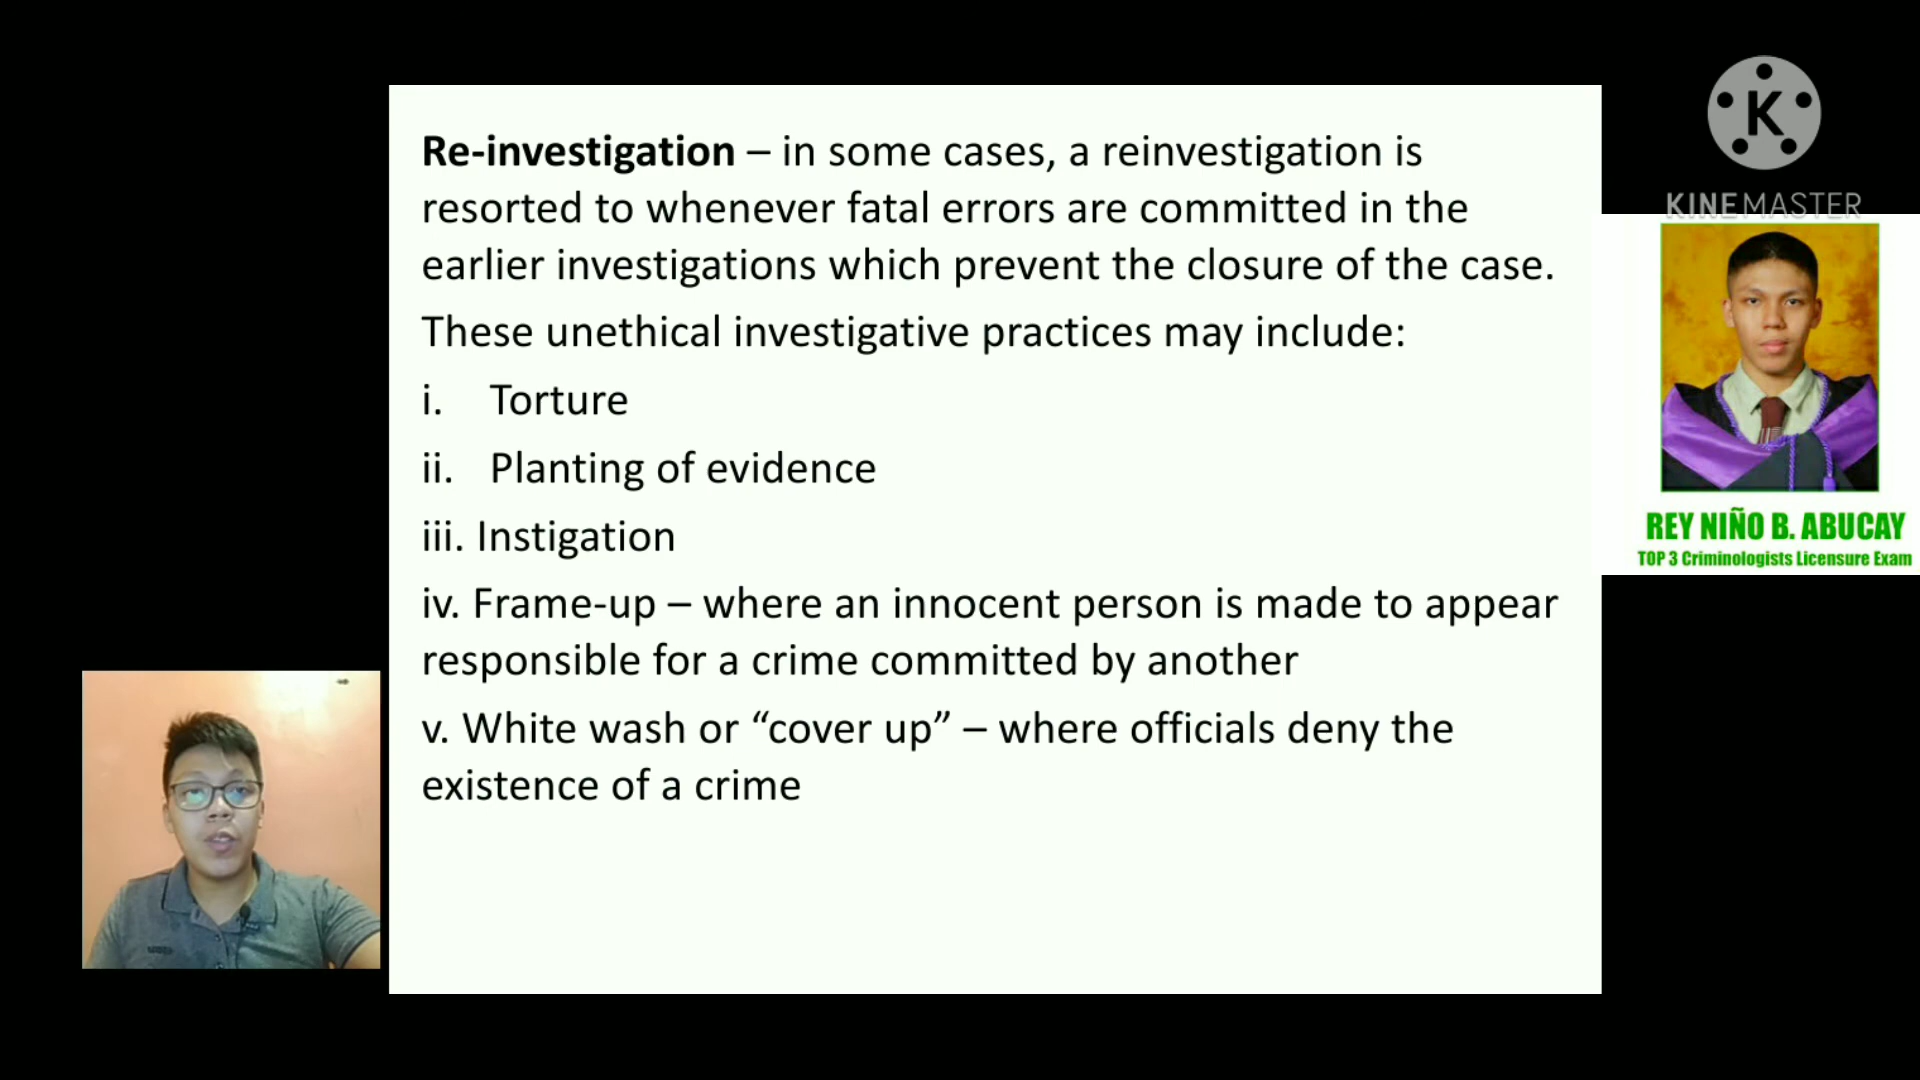 Re-investigation – in some cases, a reinvestigation is
resorted to whenever fatal errors are committed in the
earlier investigations which prevent the closure of the case.
These unethical investigative practices may include:
i. Torture
ii. Planting of evidence
iii. Instigation
iv. Frame-up – where an innocent person is made to appear
responsible for a crime committed by another
v. White wash or “cover up” – where officials deny the
existence of a crime
K
KINEMASTER
REY NIÑO B. ABUCAY
TOP 3 Criminologists Licensure Exam